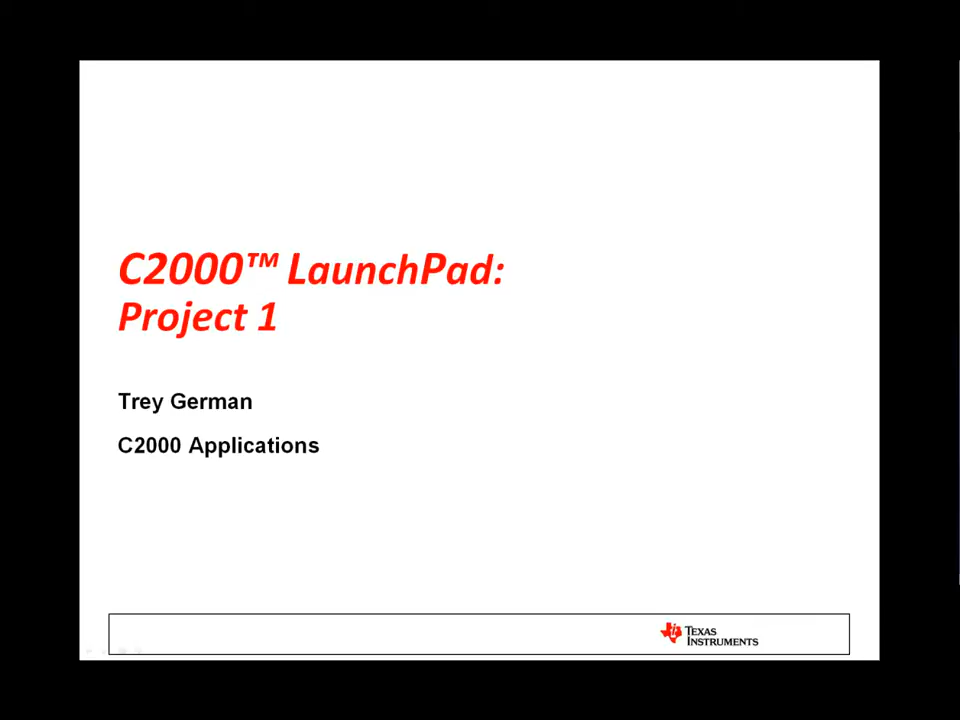 C2000™ LaunchPad:
Project 1
Trey German
C2000 Applications
TEXAS
INSTRUMENTS